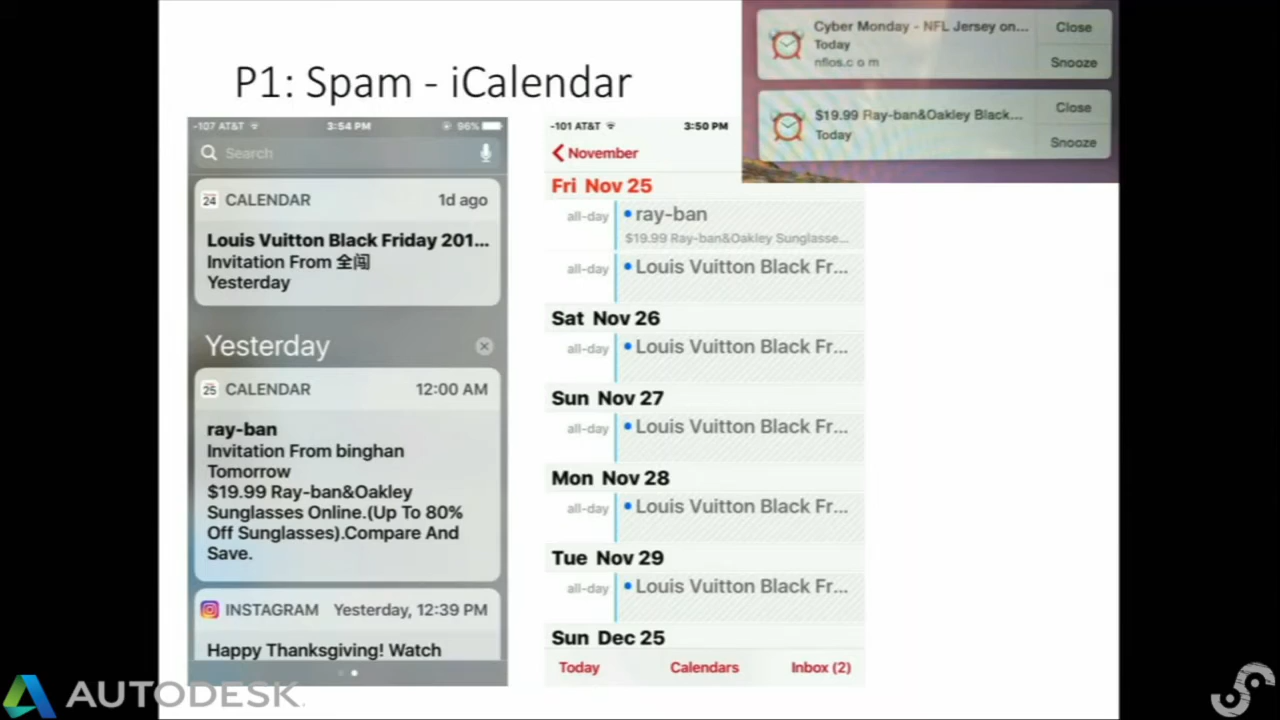 P1: Spam - iCalendar
Cyber Monday - NFL Jersey on...
Today
nflos.c o m
Close
Snooze
$19.99 Ray-ban&Oakley Black...
Today
Close
Snooze
-107 AT&T
3:54 PM
96%
Search
24 CALENDAR 1d ago
Louis Vuitton Black Friday 201...
Invitation From 全闯
Yesterday
Yesterday
25 CALENDAR 12:00 AM
ray-ban
Invitation From binghan
Tomorrow
$19.99 Ray-ban&Oakley
Sunglasses Online.(Up To 80%
Off Sunglasses).Compare And
Save.
INSTAGRAM Yesterday, 12:39 PM
Happy Thanksgiving! Watch
-101 AT&T
3:50 PM
November
Fri Nov 25
all-day ray-ban
$19.99 Ray-ban&Oakley Sunglasse...
all-day Louis Vuitton Black Fr...
Sat Nov 26
all-day Louis Vuitton Black Fr...
Sun Nov 27
all-day Louis Vuitton Black Fr...
Mon Nov 28
all-day Louis Vuitton Black Fr...
Tue Nov 29
all-day Louis Vuitton Black Fr...
Sun Dec 25
Today Calendars Inbox (2)
AUTODESK.